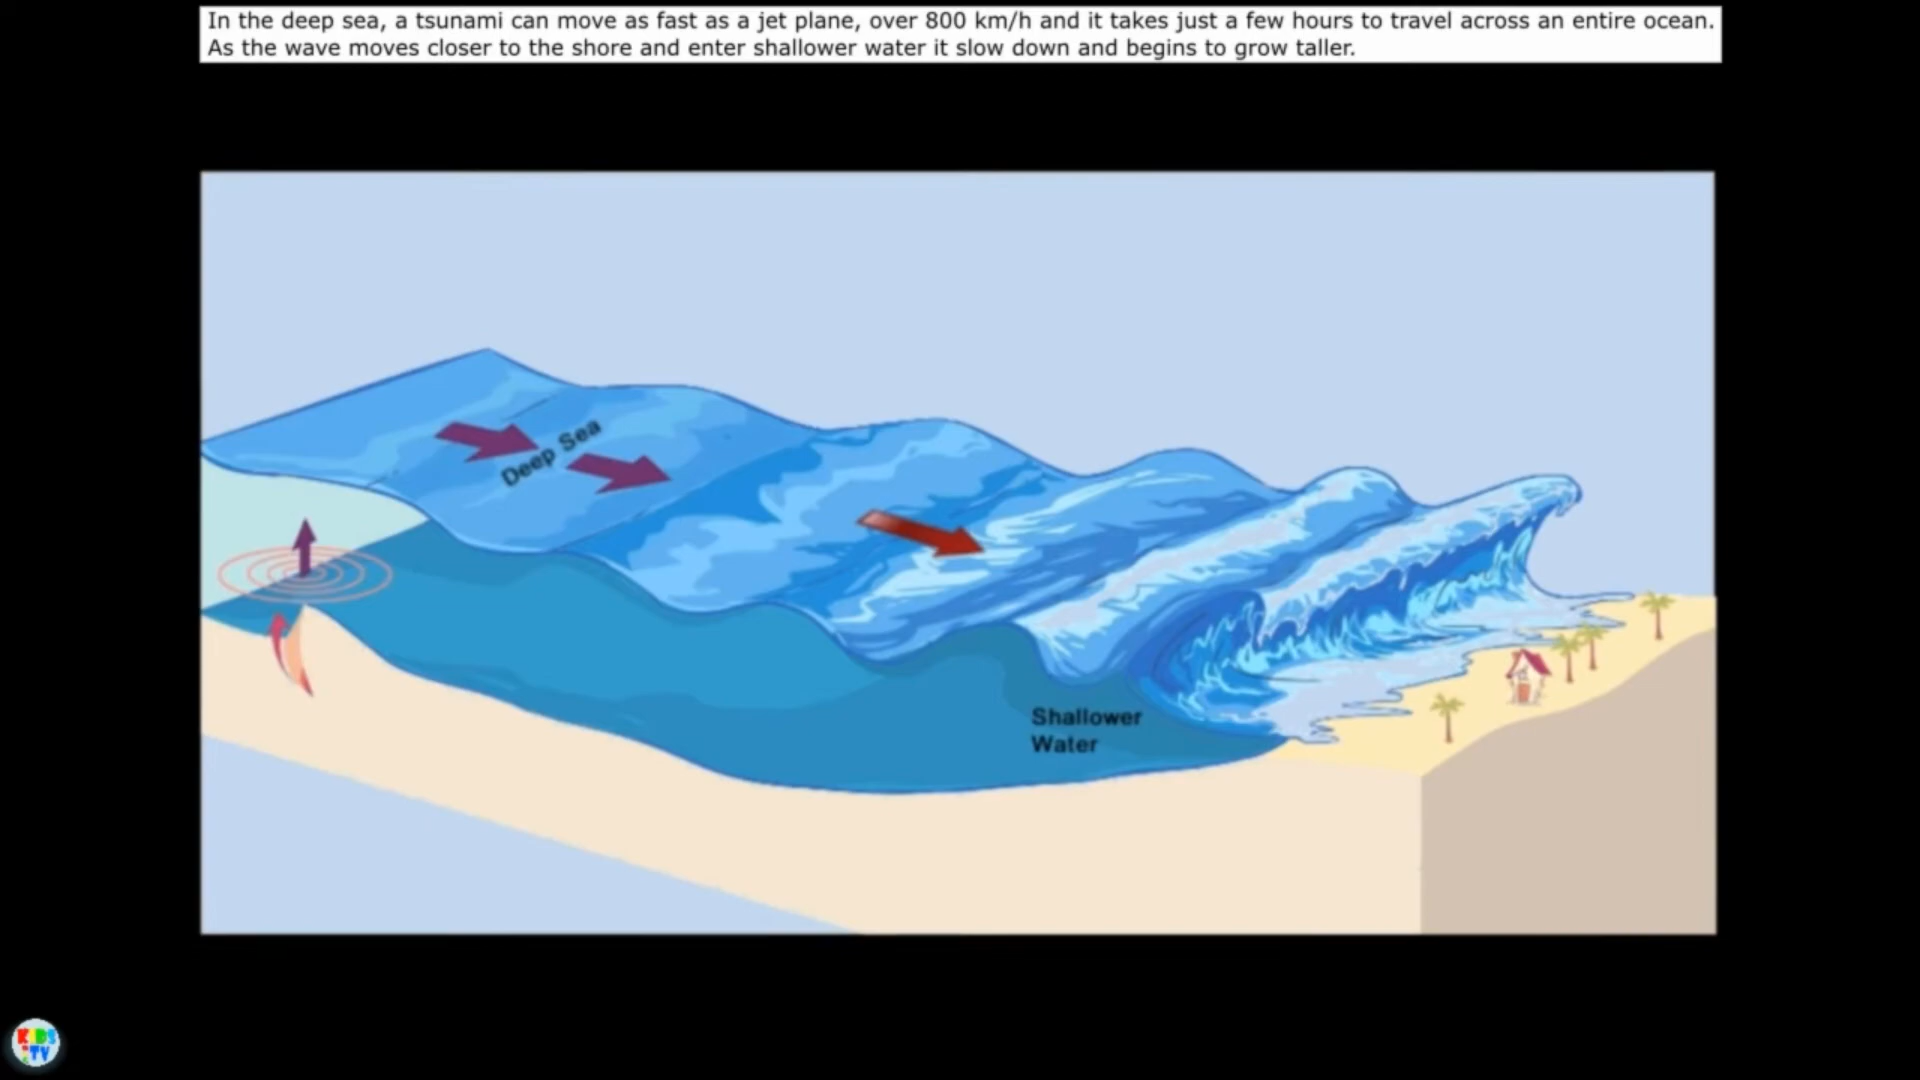 In the deep sea, a tsunami can move as fast as a jet plane, over 800 km/h and it takes just a few hours to travel across an entire ocean.
As the wave moves closer to the shore and enter shallower water it slow down and begins to grow taller.
Deep Sea
Shallower
Water
KIDS
TV